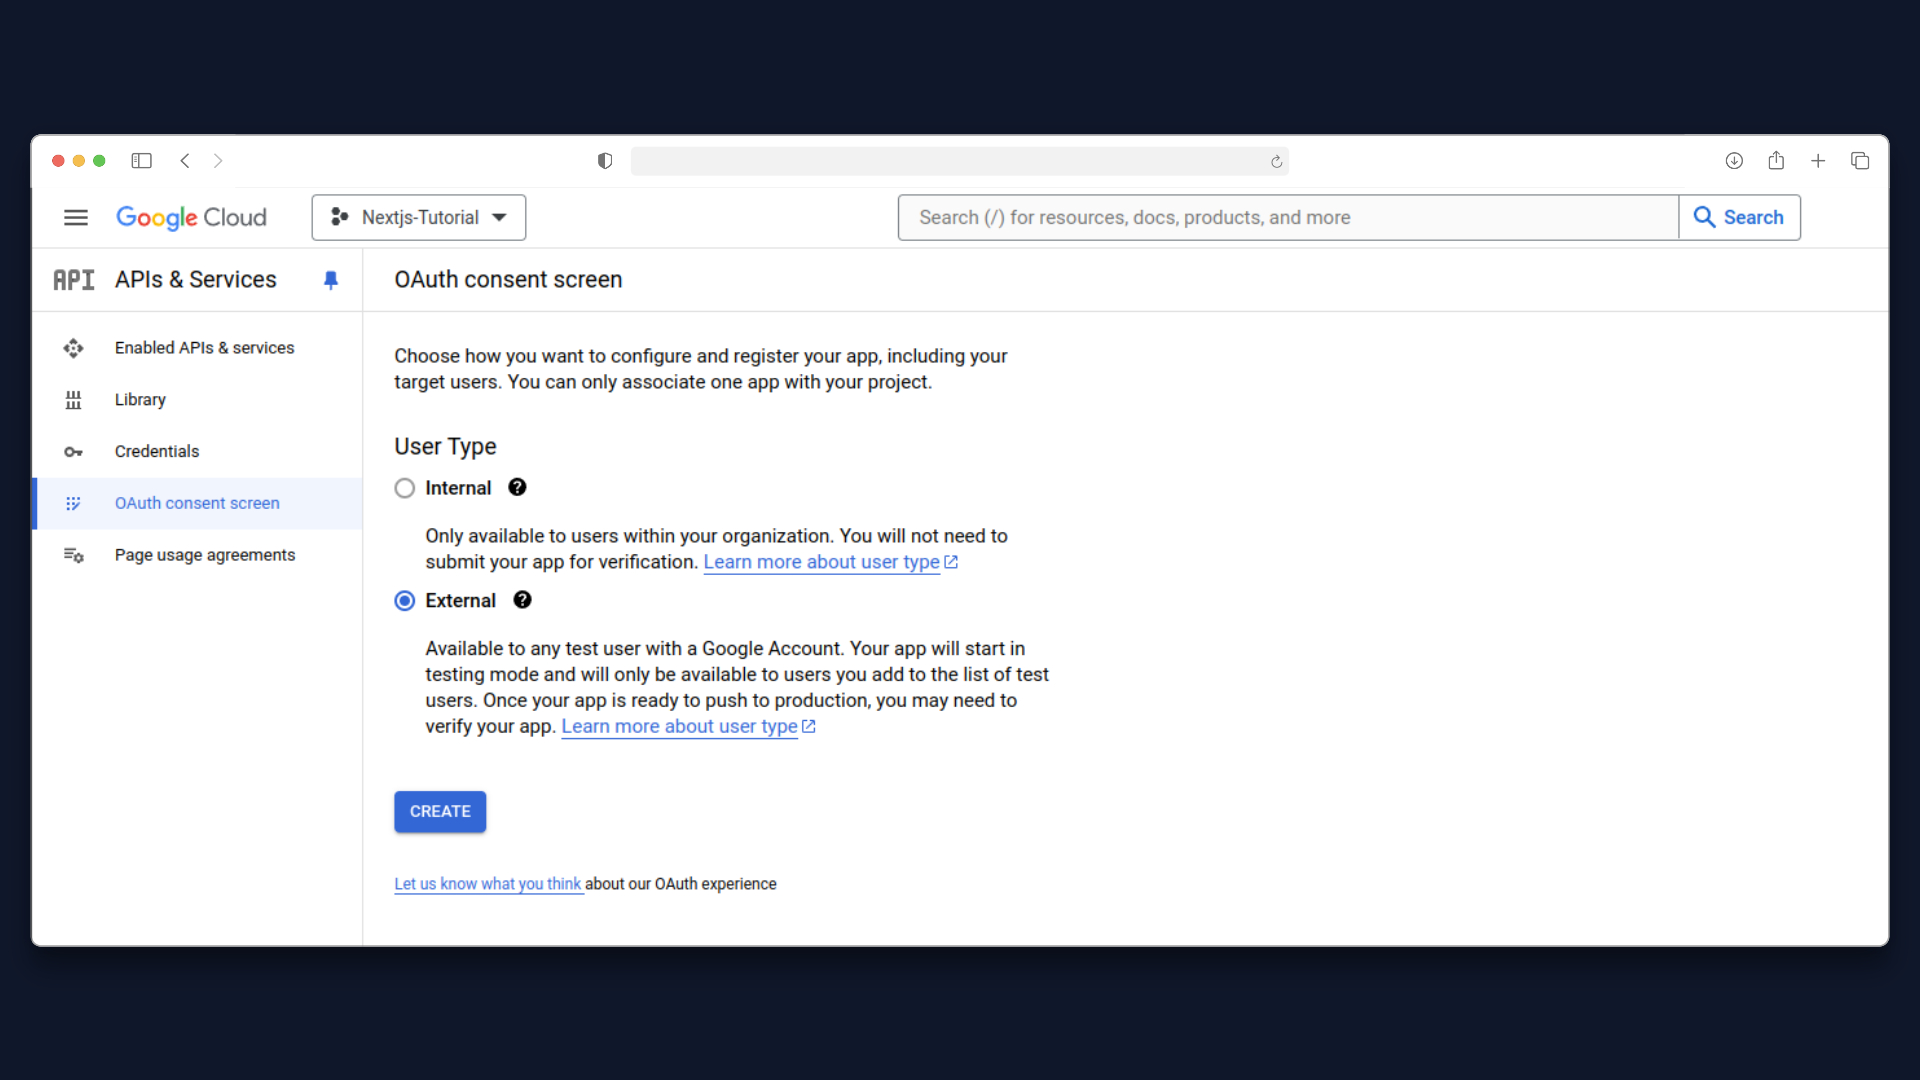 Google Cloud
Nextjs-Tutorial
Search (/) for resources, docs, products, and more
Search
API
APIs & Services
OAuth consent screen
Enabled APIs & services
Library
Credentials
OAuth consent screen
Page usage agreements
Choose how you want to configure and register your app, including your
target users. You can only associate one app with your project.
User Type
Internal
Only available to users within your organization. You will not need to
submit your app for verification. Learn more about user type
External
Available to any test user with a Google Account. Your app will start in
testing mode and will only be available to users you add to the list of test
users. Once your app is ready to push to production, you may need to
verify your app. Learn more about user type
CREATE
Let us know what you think about our OAuth experience